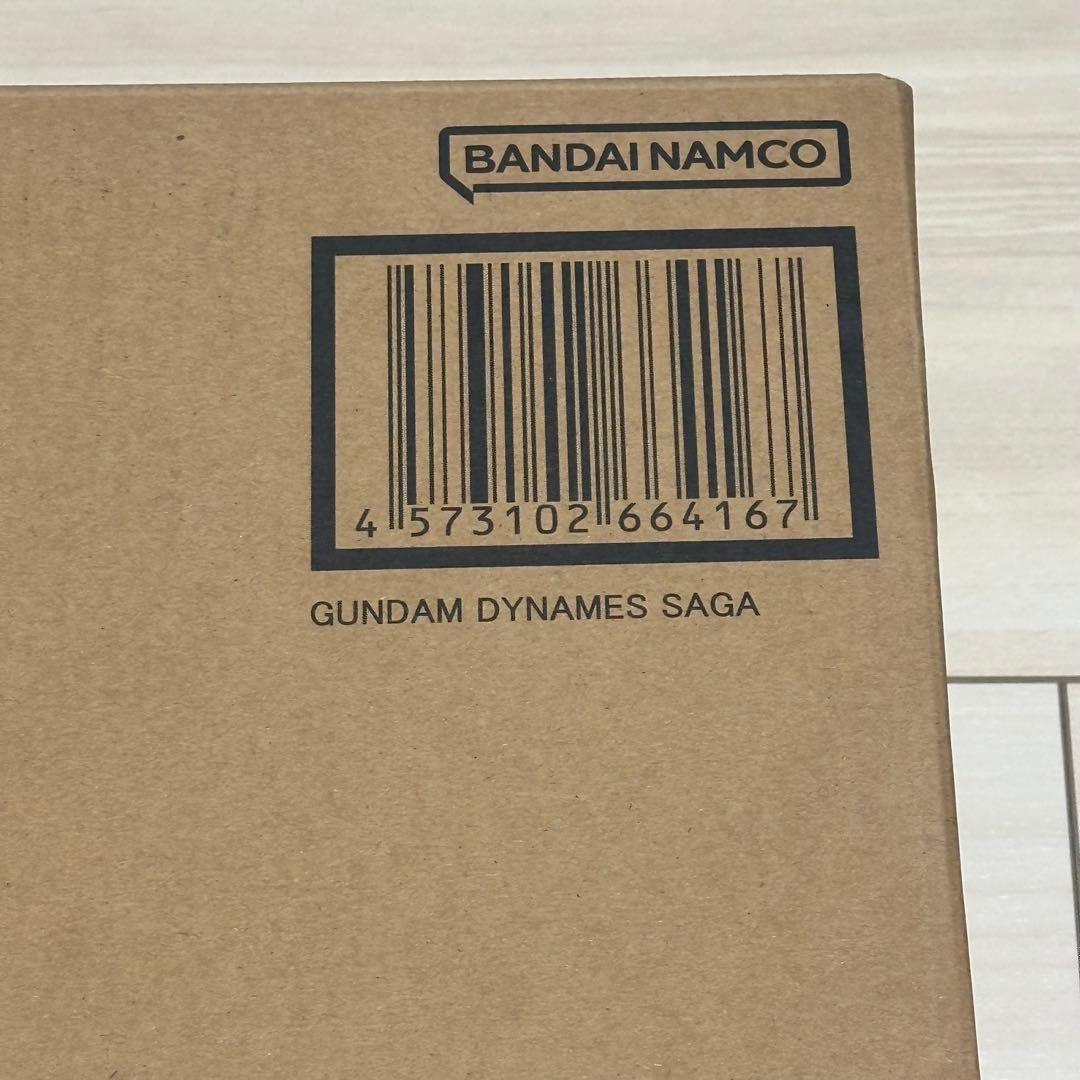 BANDAI NAMCO
4 573102 664167
GUNDAM DYNAMES SAGA